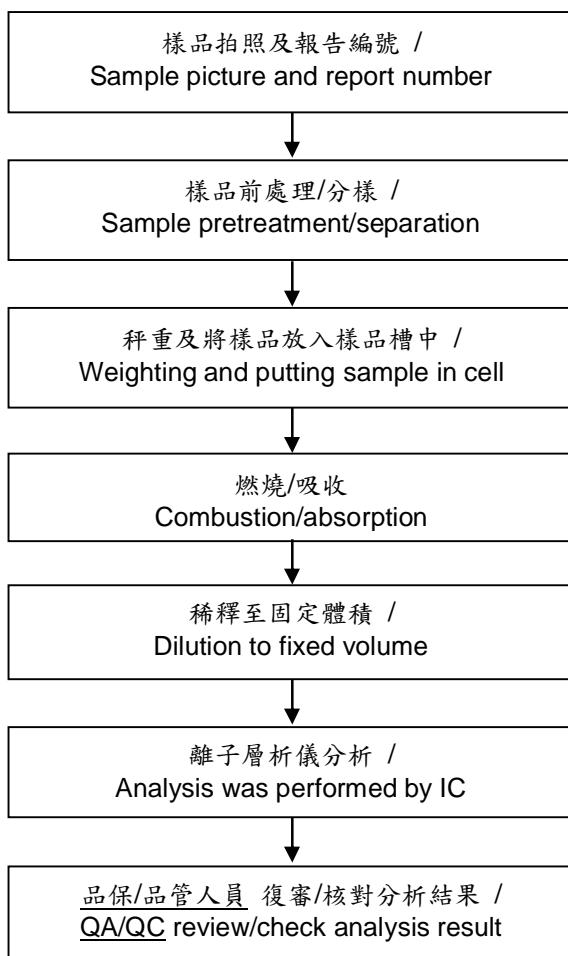 樣品拍照及報告編號 /
Sample picture and report number
樣品前處理/分樣 /
Sample pretreatment/separation
秤重及將樣品放入樣品槽中 /
Weighting and putting sample in cell
燃燒/吸收
Combustion/absorption
稀釋至固定體積 /
Dilution to fixed volume
離子層析儀分析 /
Analysis was performed by IC
品保/品管人員 復審/核對分析結果 /
QA/QC review/check analysis result